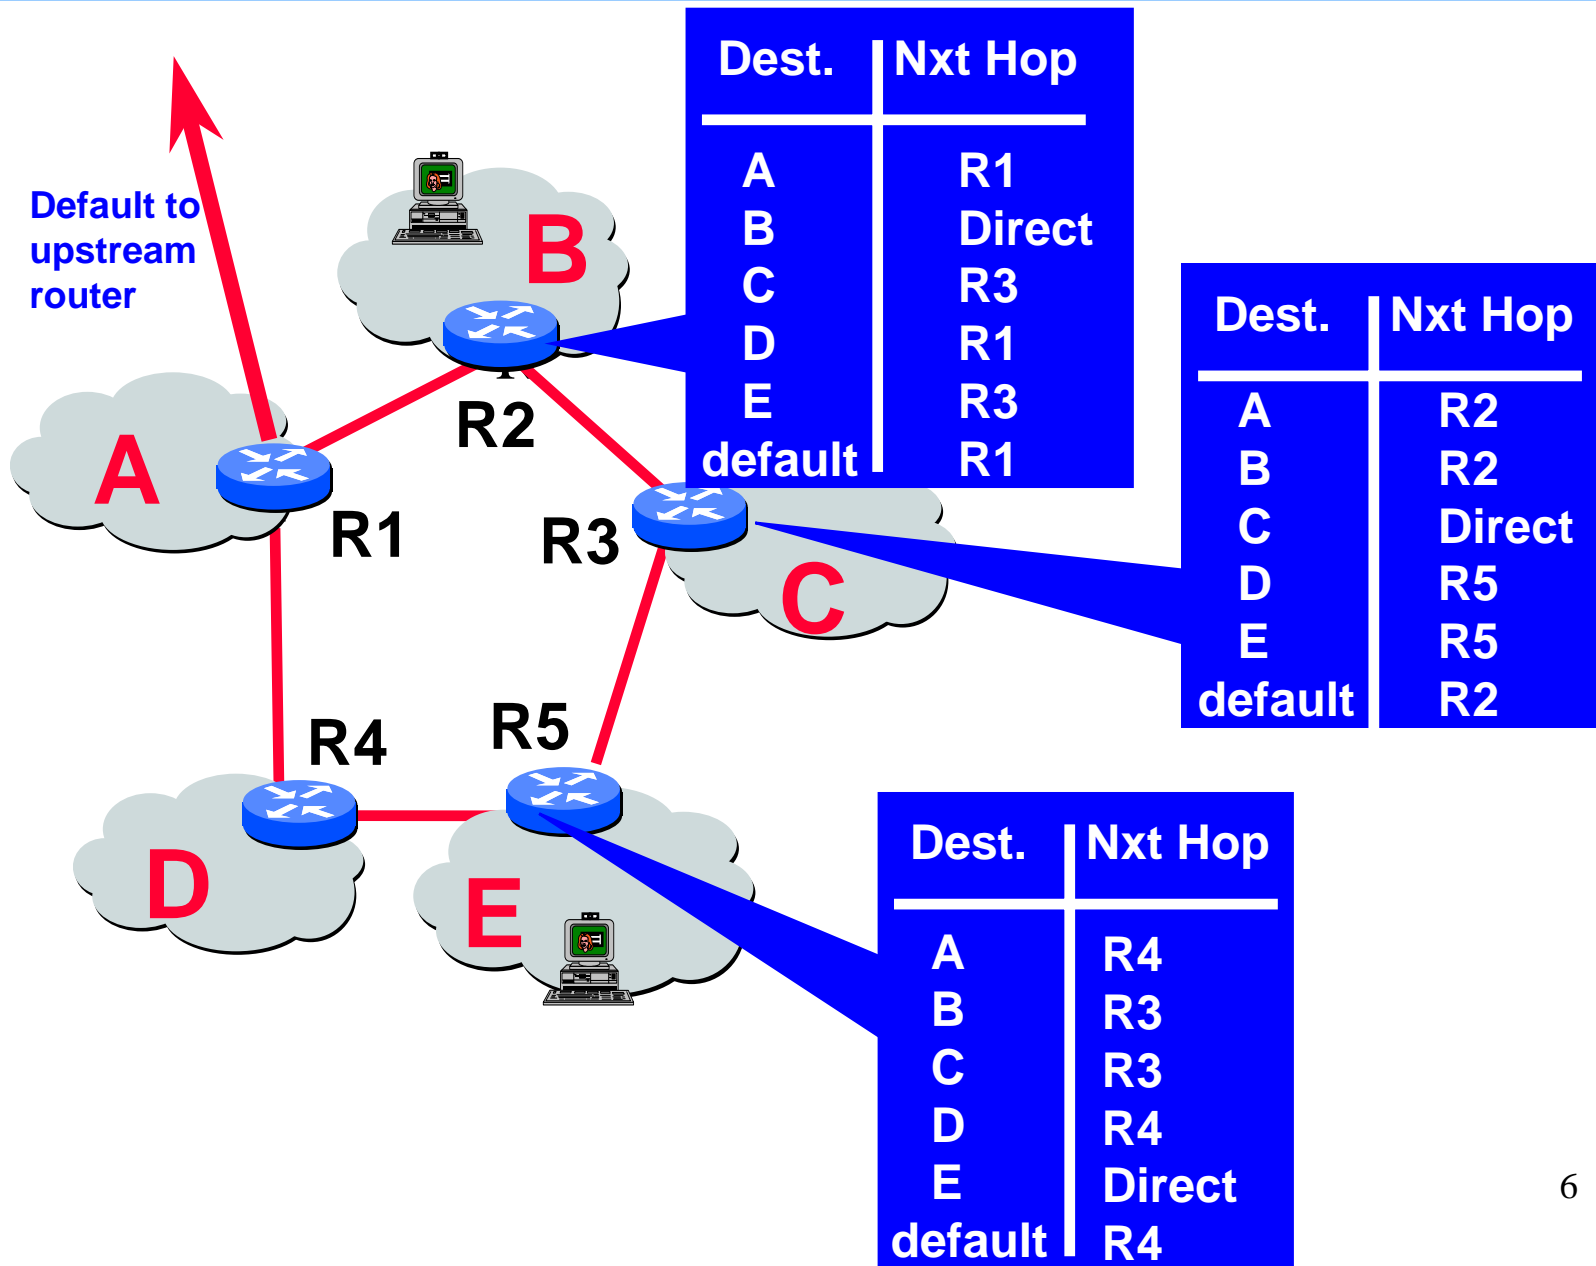 Dest. Nxt Hop
A R1
B Direct
C R3
D R1
E R3
default R1
Default to
upstream
router
B
Dest. Nxt Hop
A R2
B R2
C Direct
D R5
E R5
default R2
R2
A
R1
R3
C
R4
R5
D
E
Dest. Nxt Hop
A R4
B R3
C R3
D R4
E Direct
default R4
6